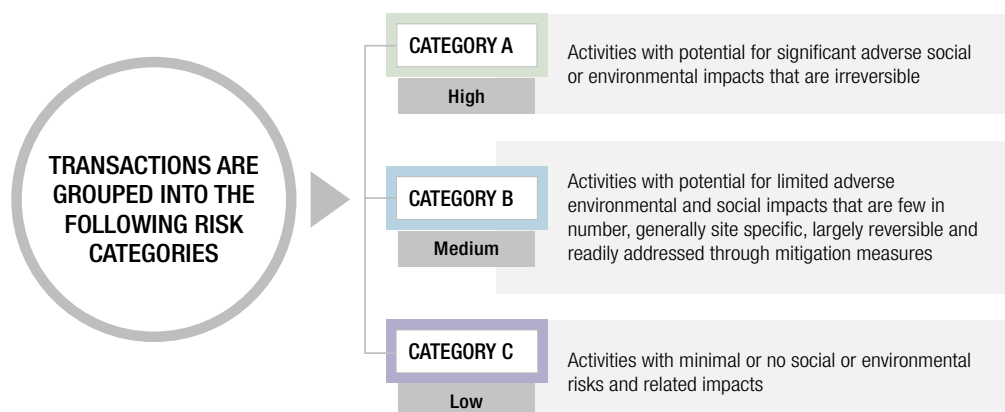 TRANSACTIONS ARE
GROUPED INTO THE
FOLLOWING RISK
CATEGORIES
CATEGORY A
High
Activities with potential for significant adverse social
or environmental impacts that are irreversible
CATEGORY B
Medium
Activities with potential for limited adverse
environmental and social impacts that are few in
number, generally site specific, largely reversible and
readily addressed through mitigation measures
CATEGORY C
Low
Activities with minimal or no social or environmental
risks and related impacts